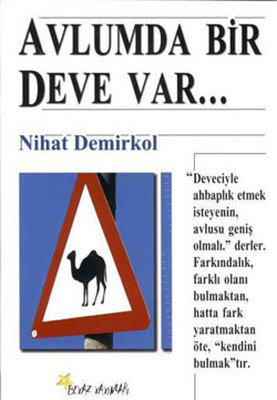 AVLUMDA BİR
DEVE VAR...
Nihat Demirkol
“Deveciyle
ahbaplık etmek
isteyenin,
avlusu geniş
olmalı.” derler.
Farkındalık,
farklı olanı
bulmaktan,
hatta fark
yaratmaktan
öte, “kendini
bulmak”tır.
BEYAZ YAYINLARI